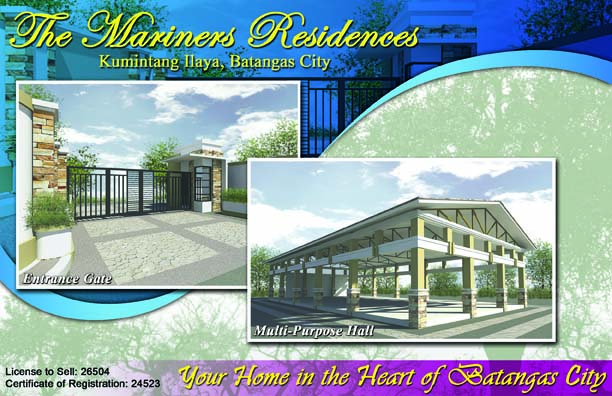 The Mariners Residences
Kumintang Ilaya, Batangas City
Entrance Gate
Multi-Purpose Hall
License to Sell: 26504
Certificate of Registration: 24523
Your Home in the Heart of Batangas City